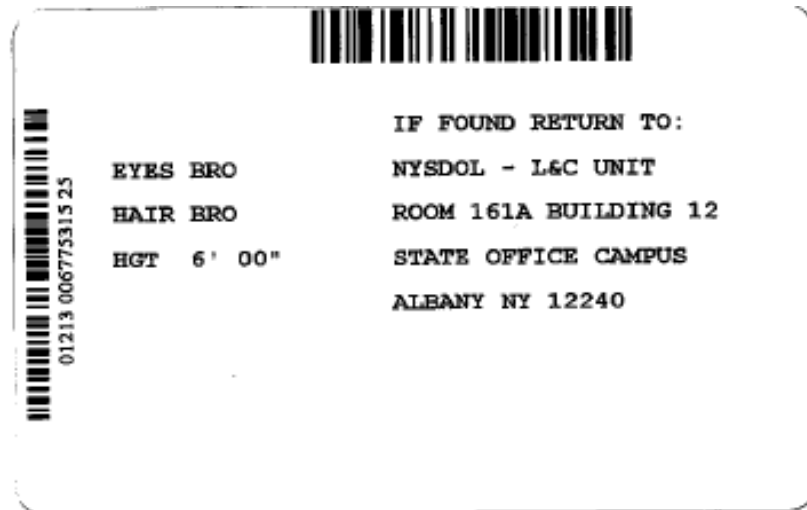 IF FOUND RETURN TO:
EYES BRO
NYSDOL - L&C UNIT
HAIR BRO
ROOM 161A BUILDING 12
HGT 6' 00"
STATE OFFICE CAMPUS
ALBANY NY 12240
01213 006775315 25